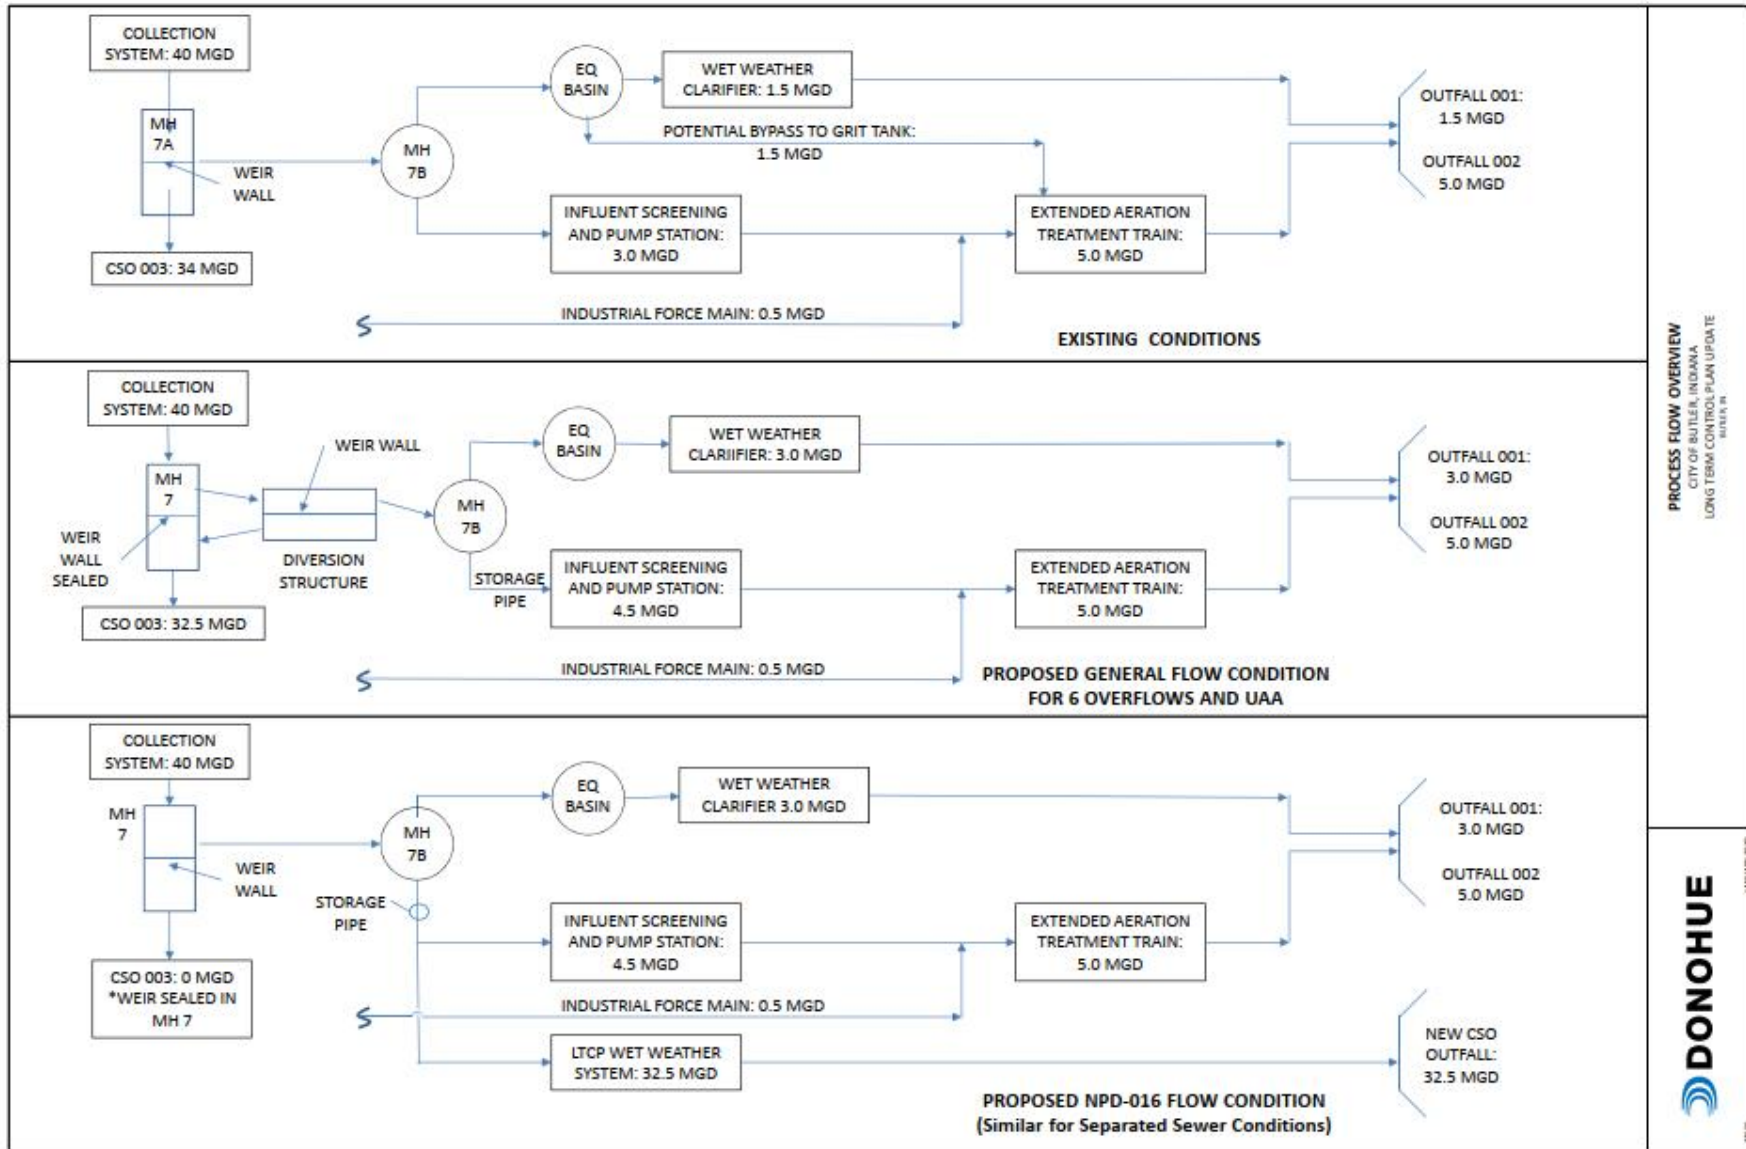 COLLECTION
SYSTEM: 40 MGD
MH
7A
WEIR
WALL
CSO 003: 34 MGD
MH
7B
EQ
BASIN
WET WEATHER
CLARIFIER: 1.5 MGD
POTENTIAL BYPASS TO GRIT TANK:
1.5 MGD
INFLUENT SCREENING
AND PUMP STATION:
3.0 MGD
EXTENDED AERATION
TREATMENT TRAIN:
5.0 MGD
INDUSTRIAL FORCE MAIN: 0.5 MGD
OUTFALL 001:
1.5 MGD
OUTFALL 002
5.0 MGD
EXISTING CONDITIONS
COLLECTION
SYSTEM: 40 MGD
MH
7
WEIR
WALL
SEALED
CSO 003: 32.5 MGD
WEIR WALL
DIVERSION
STRUCTURE
MH
7B
STORAGE
PIPE
EQ
BASIN
WET WEATHER
CLARIIFIER: 3.0 MGD
INFLUENT SCREENING
AND PUMP STATION:
4.5 MGD
EXTENDED AERATION
TREATMENT TRAIN:
5.0 MGD
INDUSTRIAL FORCE MAIN: 0.5 MGD
OUTFALL 001:
3.0 MGD
OUTFALL 002
5.0 MGD
PROPOSED GENERAL FLOW CONDITION
FOR 6 OVERFLOWS AND UAA
COLLECTION
SYSTEM: 40 MGD
MH
7
WEIR
WALL
CSO 003: 0 MGD
*WEIR SEALED IN
MH 7
MH
7B
STORAGE
PIPE
EQ
BASIN
WET WEATHER
CLARIFIER 3.0 MGD
INFLUENT SCREENING
AND PUMP STATION:
4.5 MGD
EXTENDED AERATION
TREATMENT TRAIN:
5.0 MGD
INDUSTRIAL FORCE MAIN: 0.5 MGD
LTCP WET WEATHER
SYSTEM: 32.5 MGD
OUTFALL 001:
3.0 MGD
OUTFALL 002
5.0 MGD
NEW CSO
OUTFALL:
32.5 MGD
PROPOSED NPD-016 FLOW CONDITION
(Similar for Separated Sewer Conditions)
PROCESS FLOW OVERVIEW
CITY OF BUTLER, INDIANA
LONG TERM CONTROL PLAN UPDATE
BUTLER, IN
DONOHUE